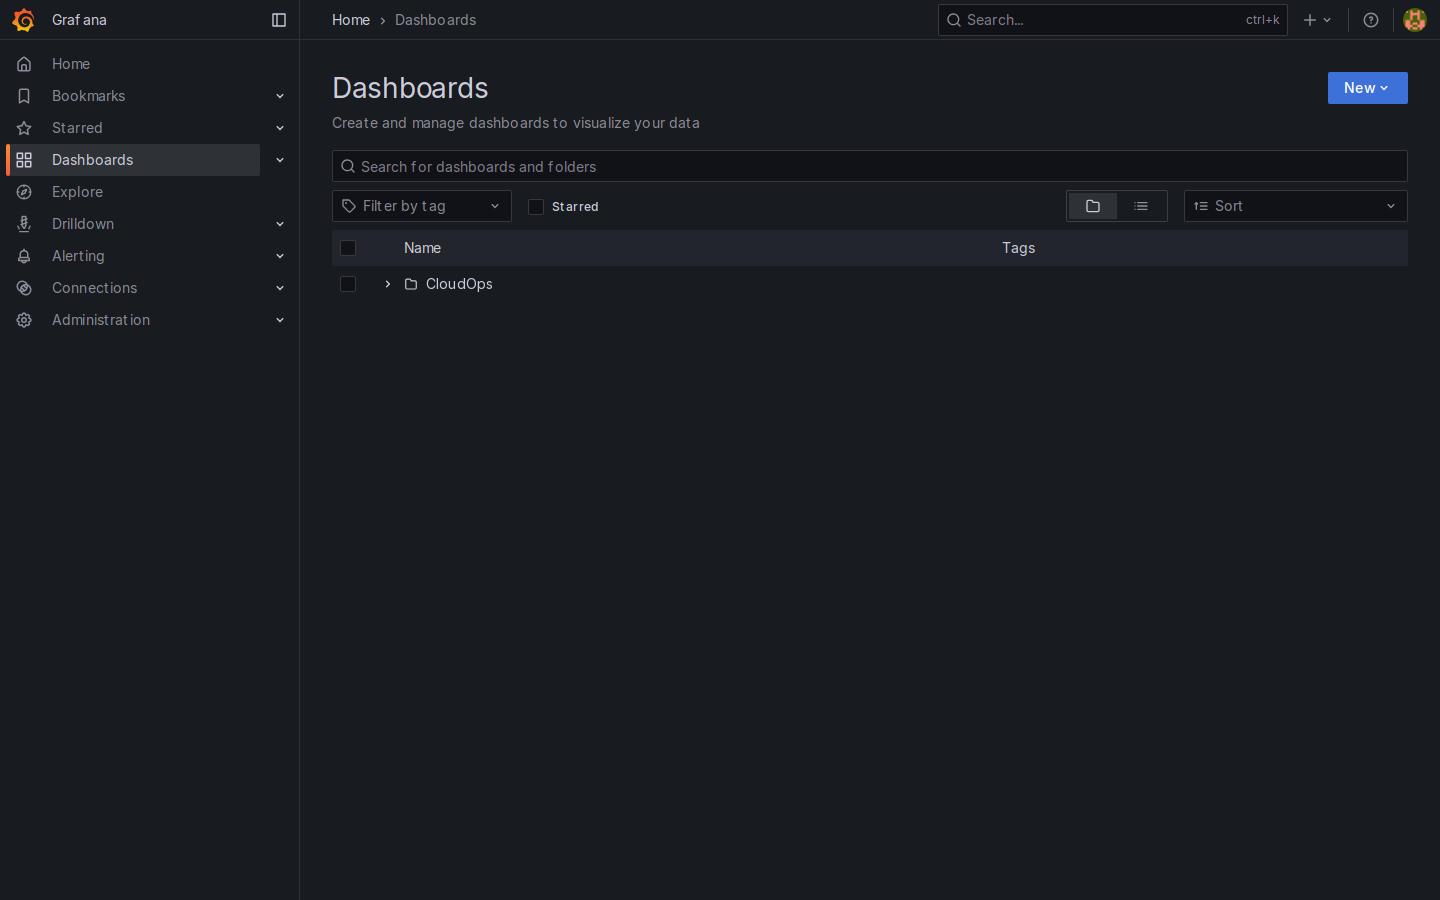 Grafana
Home › Dashboards
Search...
ctrl+k
Home
Bookmarks
Starred
Dashboards
Explore
Drilldown
Alerting
Connections
Administration
Dashboards
New
Create and manage dashboards to visualize your data
Search for dashboards and folders
Filter by tag
Starred
Sort
Name
Tags
CloudOps